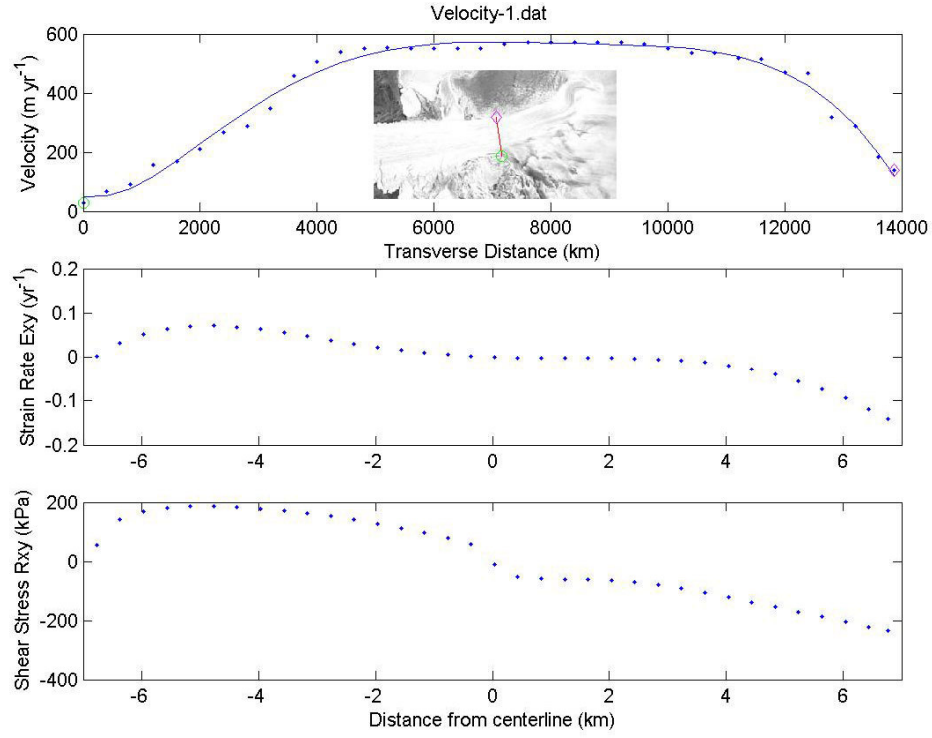 Velocity-1.dat
600
400
200
0
Velocity (m yr⁻¹)
0 2000 4000 6000 8000 10000 12000 14000
Transverse Distance (km)
0.2
0.1
0
-0.1
-0.2
Strain Rate Exy (yr⁻¹)
-6 -4 -2 0 2 4 6
200
0
-200
-400
Shear Stress Rxy (kPa)
-6 -4 -2 0 2 4 6
Distance from centerline (km)